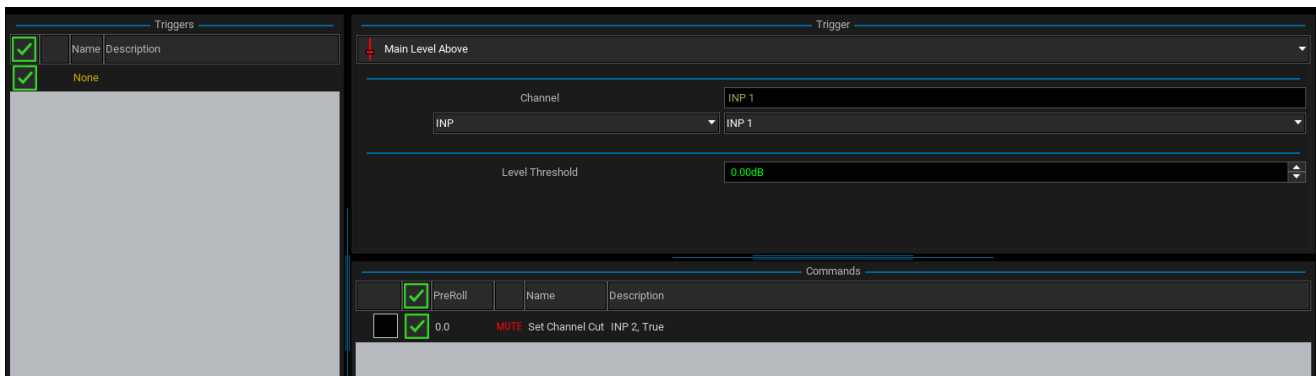 Triggers
Name Description
None
Trigger
Main Level Above
Channel INP 1
INP INP 1
Level Threshold 0.00dB
Commands
PreRoll Name Description
0.0 MUTE Set Channel Cut INP 2, True